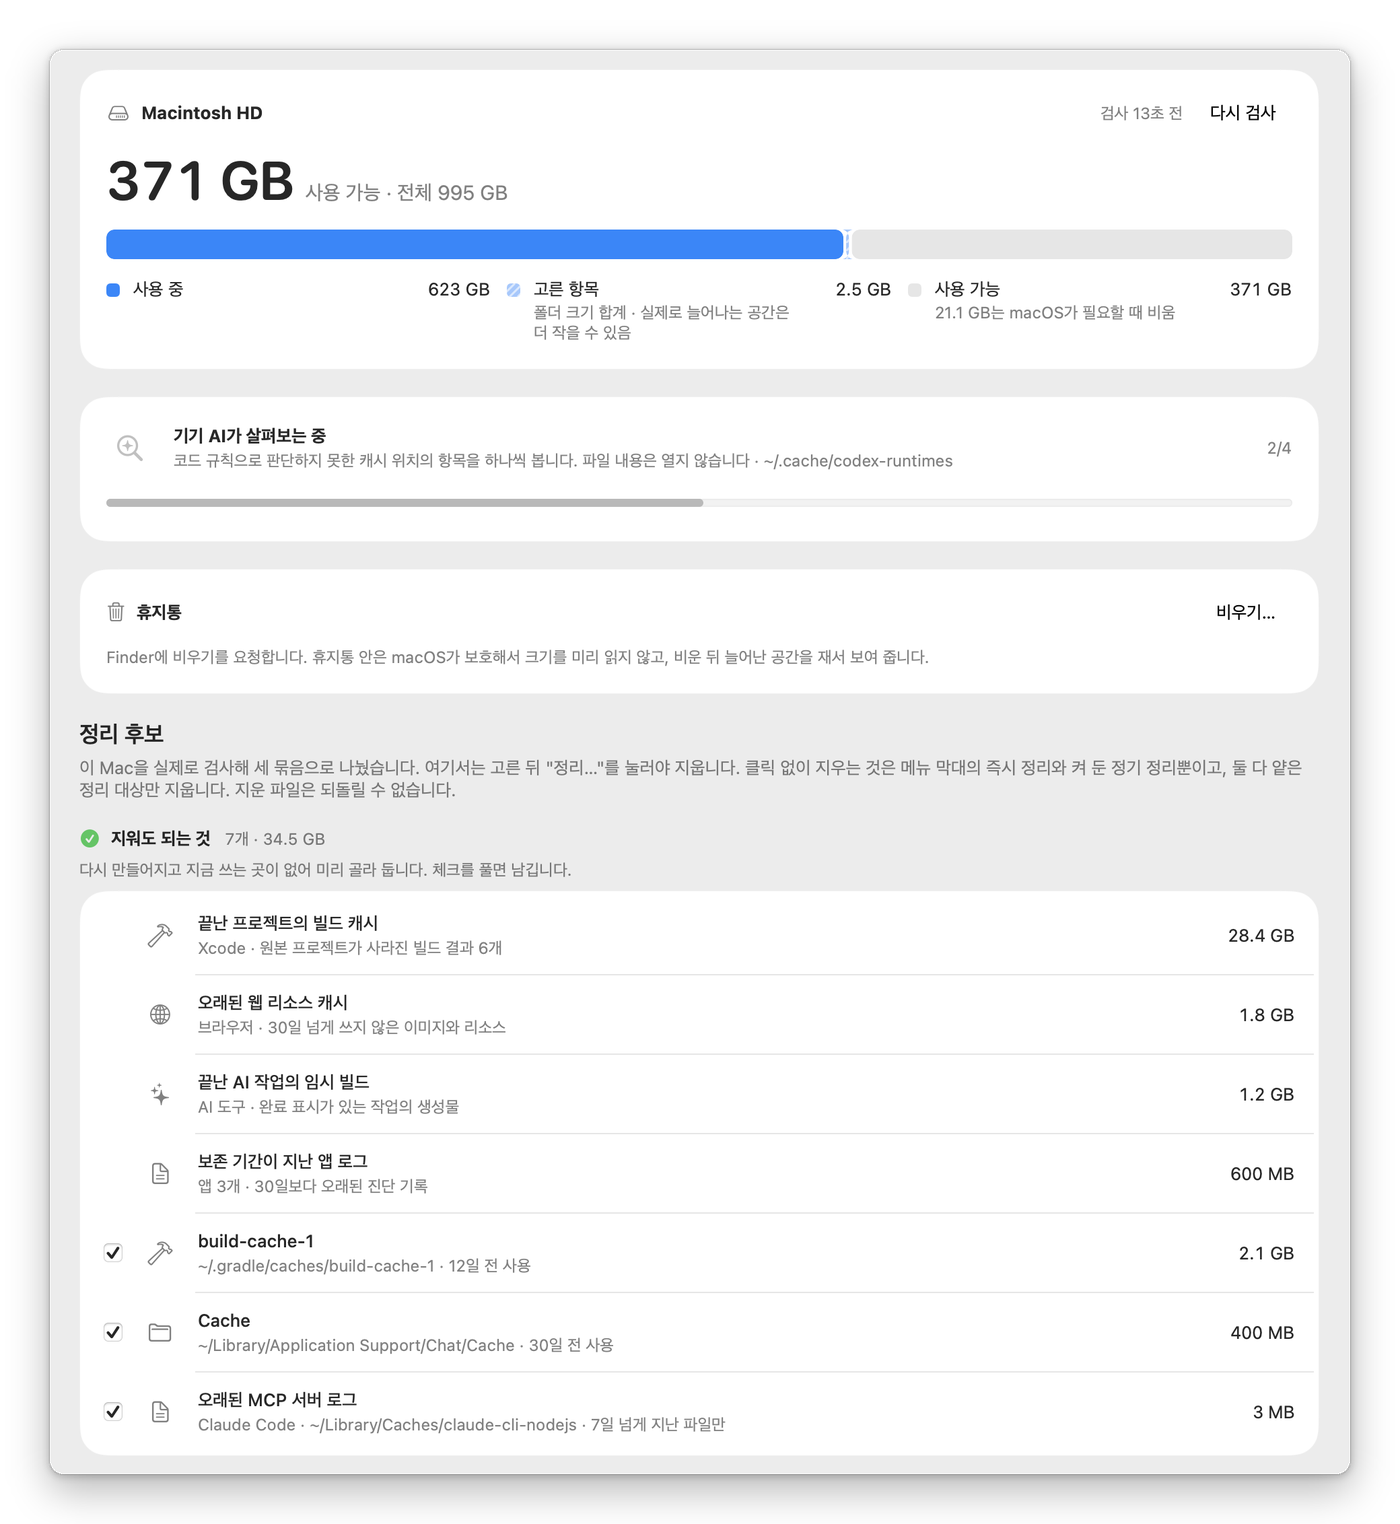 Macintosh HD
검사 13초 전
다시 검사
371 GB 사용 가능 · 전체 995 GB
사용 중
623 GB
고른 항목
2.5 GB
폴더 크기 합계 · 실제로 늘어나는 공간은
더 작을 수 있음
사용 가능
371 GB
21.1 GB는 macOS가 필요할 때 비움
기기 AI가 살펴보는 중
코드 규칙으로 판단하지 못한 캐시 위치의 항목을 하나씩 봅니다. 파일 내용은 열지 않습니다 · ~/.cache/codex-runtimes
2/4
휴지통
비우기...
Finder에 비우기를 요청합니다. 휴지통 안은 macOS가 보호해서 크기를 미리 읽지 않고, 비운 뒤 늘어난 공간을 재서 보여 줍니다.
정리 후보
이 Mac을 실제로 검사해 세 묶음으로 나눴습니다. 여기서는 고른 뒤 "정리..."를 눌러야 지웁니다. 클릭 없이 지우는 것은 메뉴 막대의 즉시 정리와 켜 둔 정기 정리뿐이고, 둘 다 얕은
정리 대상만 지웁니다. 지운 파일은 되돌릴 수 없습니다.
지워도 되는 것 7개 · 34.5 GB
다시 만들어지고 지금 쓰는 곳이 없어 미리 골라 둡니다. 체크를 풀면 남깁니다.
끝난 프로젝트의 빌드 캐시
Xcode · 원본 프로젝트가 사라진 빌드 결과 6개
28.4 GB
오래된 웹 리소스 캐시
브라우저 · 30일 넘게 쓰지 않은 이미지와 리소스
1.8 GB
끝난 AI 작업의 임시 빌드
AI 도구 · 완료 표시가 있는 작업의 생성물
1.2 GB
보존 기간이 지난 앱 로그
앱 3개 · 30일보다 오래된 진단 기록
600 MB
build-cache-1
~/.gradle/caches/build-cache-1 · 12일 전 사용
2.1 GB
Cache
~/Library/Application Support/Chat/Cache · 30일 전 사용
400 MB
오래된 MCP 서버 로그
Claude Code · ~/Library/Caches/claude-cli-nodejs · 7일 넘게 지난 파일만
3 MB